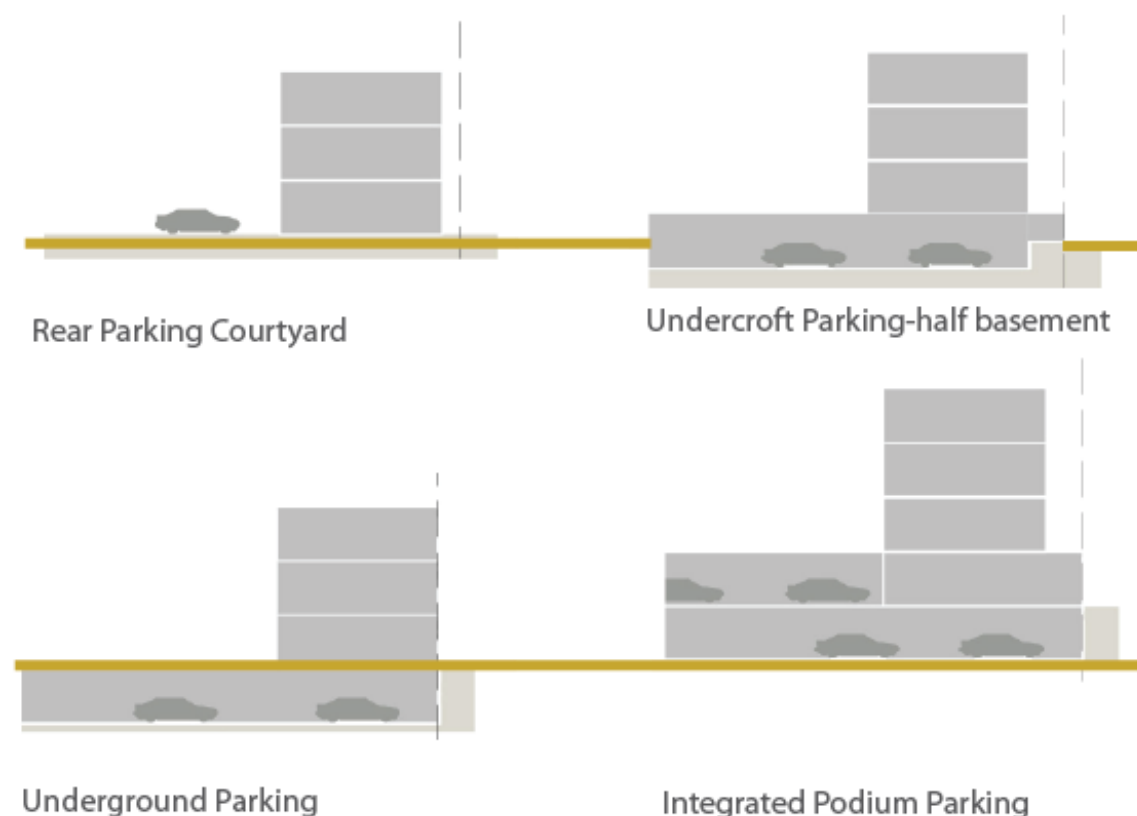 Rear Parking Courtyard
Undercroft Parking-half basement
Underground Parking
Integrated Podium Parking